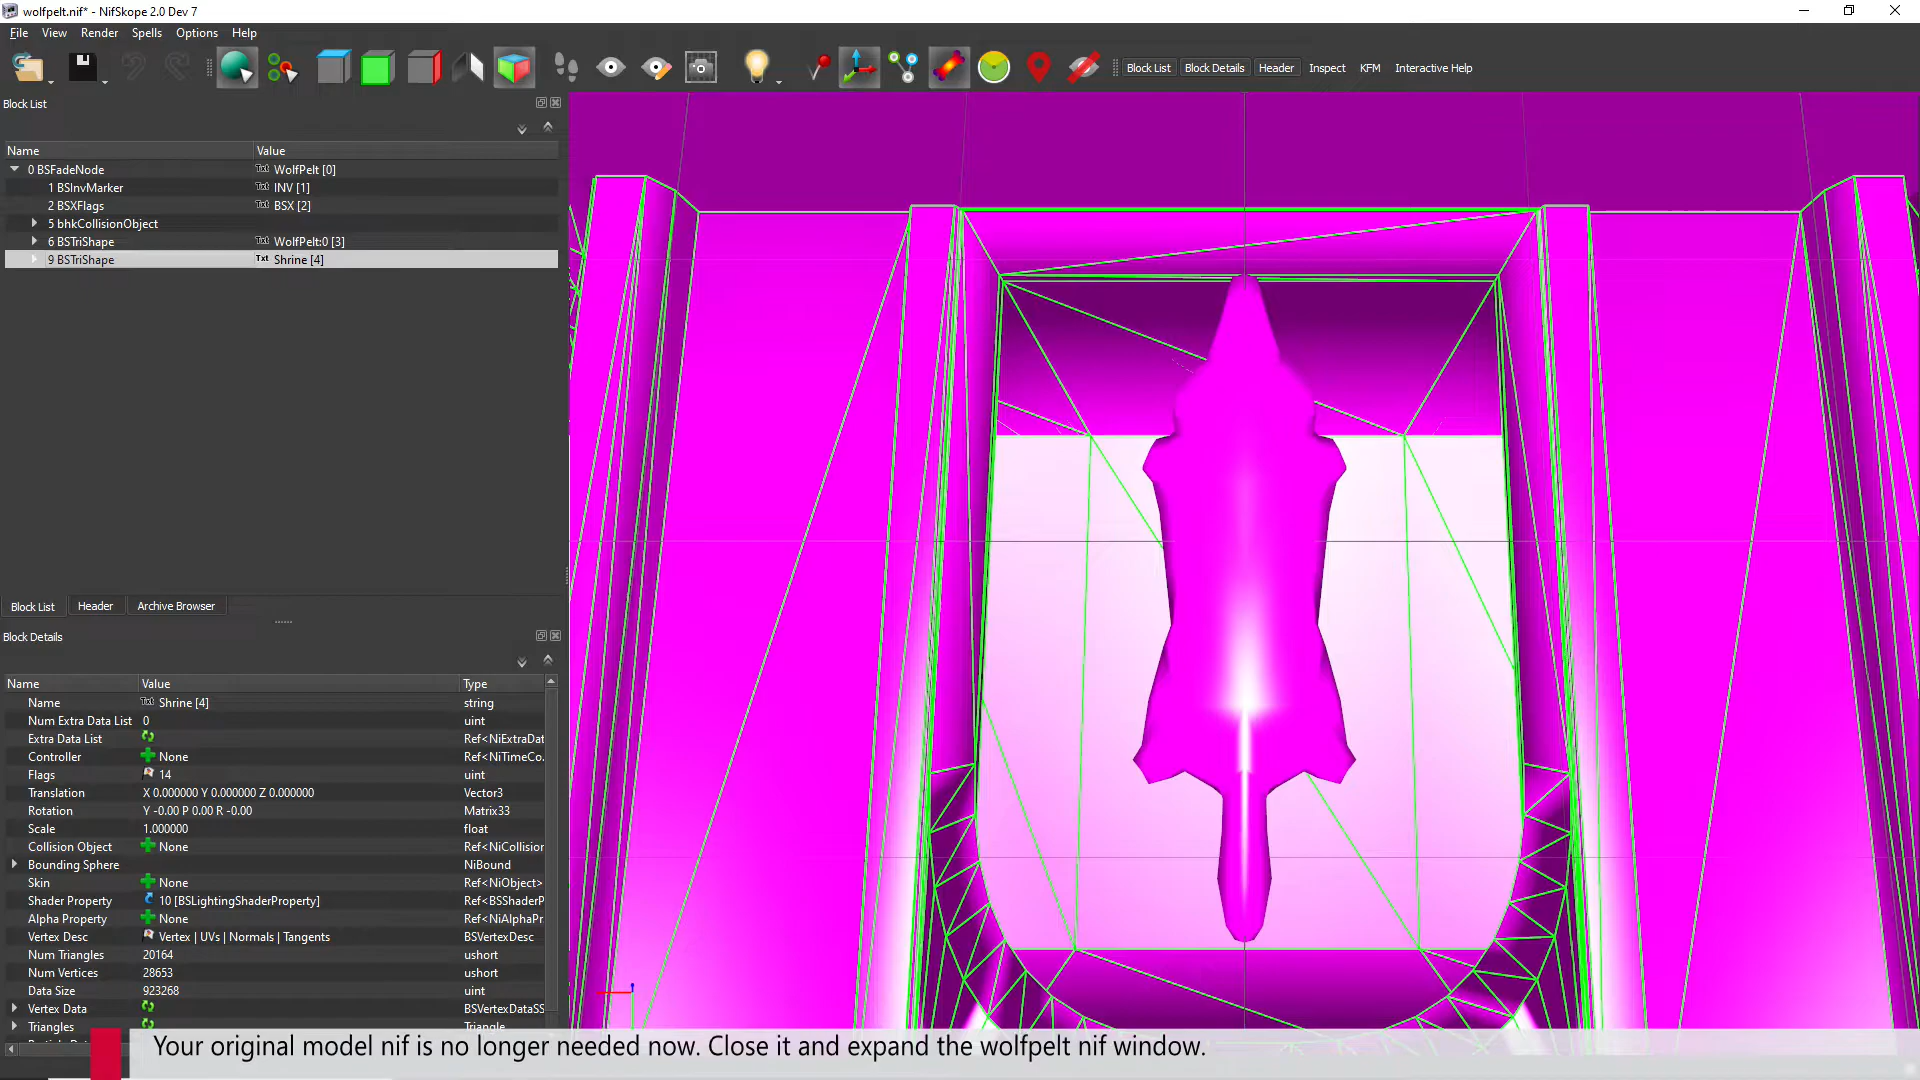 wolfpelt.nif* - NifSkope 2.0 Dev 7
File View Render Spells Options Help
Block List Block Details Header Inspect KFM Interactive Help
Block List
Name Value
0 BSFadeNode Txt WolfPelt [0]
1 BSInvMarker Txt INV [1]
2 BSXFlags Txt BSX [2]
5 bhkCollisionObject
6 BSTriShape Txt WolfPelt:0 [3]
9 BSTriShape Txt Shrine [4]
Block List Header Archive Browser
Block Details
Name Value Type
Name Txt Shrine [4] string
Num Extra Data List 0 uint
Extra Data List Ref<NiExtraDat
Controller None Ref<NiTimeCo.
Flags 14 uint
Translation X 0.000000 Y 0.000000 Z 0.000000 Vector3
Rotation Y -0.00 P 0.00 R -0.00 Matrix33
Scale 1.000000 float
Collision Object None Ref<NiCollision
Bounding Sphere NiBound
Skin None Ref<NiObject>
Shader Property 10 [BSLightingShaderProperty] Ref<BSShaderP
Alpha Property None Ref<NiAlphaPr.
Vertex Desc Vertex | UVs | Normals | Tangents BSVertexDesc
Num Triangles 20164 ushort
Num Vertices 28653 ushort
Data Size 923268 uint
Vertex Data BSVertexDataSS
Triangles Triangle
Your original model nif is no longer needed now. Close it and expand the wolfpelt nif window.